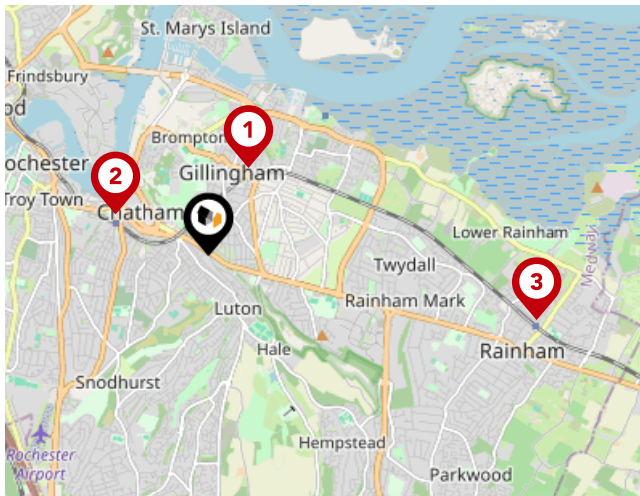 St. Marys Island
Frindsbury
od
Brompton
1
ochester
Gillingham
2
Troy Town
Chatham
Lower Rainham
Medway
Twydall
3
Rainham Mark
Luton
Hale
Rainham
Snodhurst
Hempstead
Rochester
Airport
Parkwood